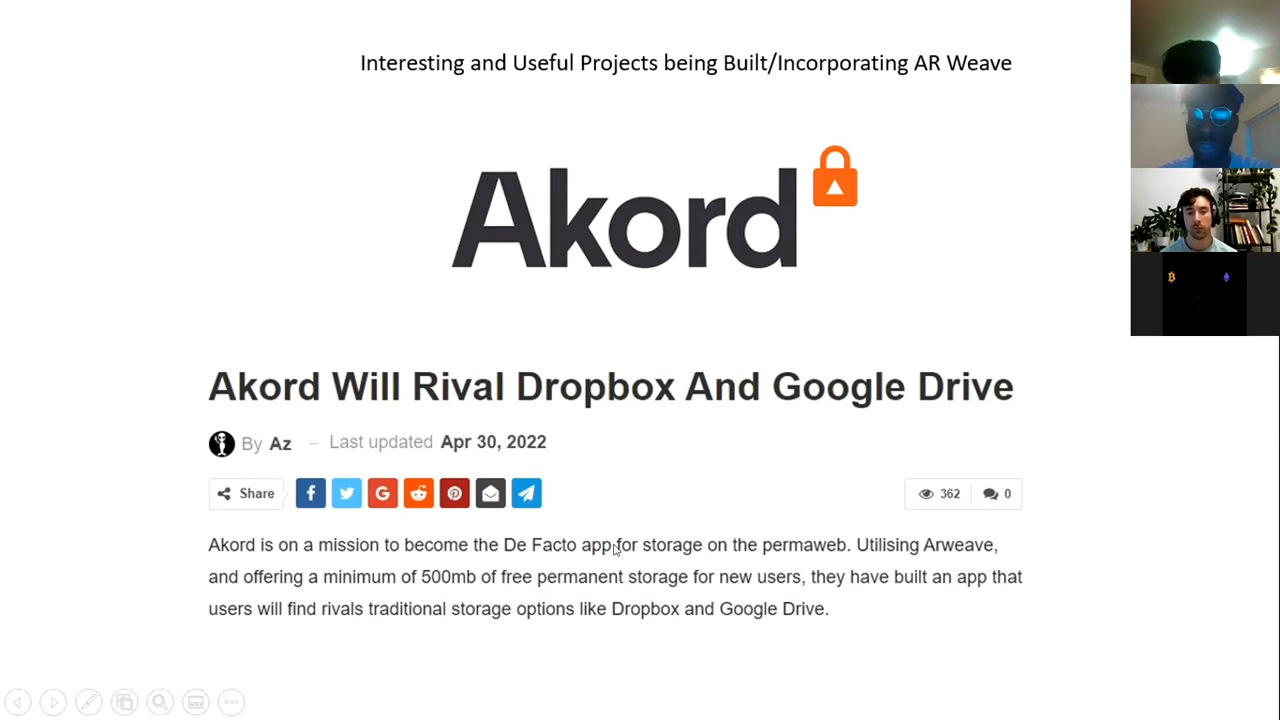 Interesting and Useful Projects being Built/Incorporating AR Weave
Akord
Akord Will Rival Dropbox And Google Drive
By Az – Last updated Apr 30, 2022
Share
362 0
Akord is on a mission to become the De Facto app for storage on the permaweb. Utilising Arweave,
and offering a minimum of 500mb of free permanent storage for new users, they have built an app that
users will find rivals traditional storage options like Dropbox and Google Drive.